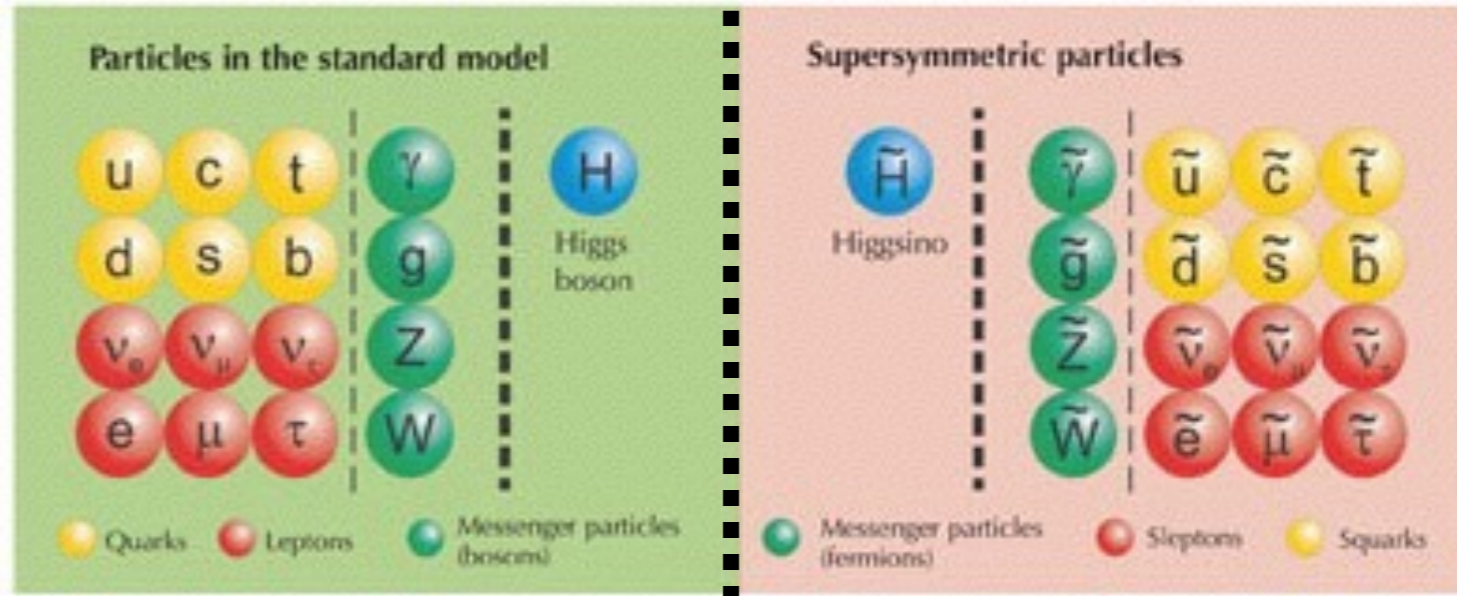 Particles in the standard model
u c t γ H
d s b g
Higgs
boson
νe νμ ντ Z
e μ τ W
Quarks Leptons Messenger particles
(bosons)
Supersymmetric particles
H̃ γ̃ ũ c̃ t̃
Higgsino g̃ d̃ s̃ b̃
Z̃ ν̃e ν̃μ ν̃τ
W̃ ẽ μ̃ τ̃
Messenger particles
(fermions)
Sleptons Squarks